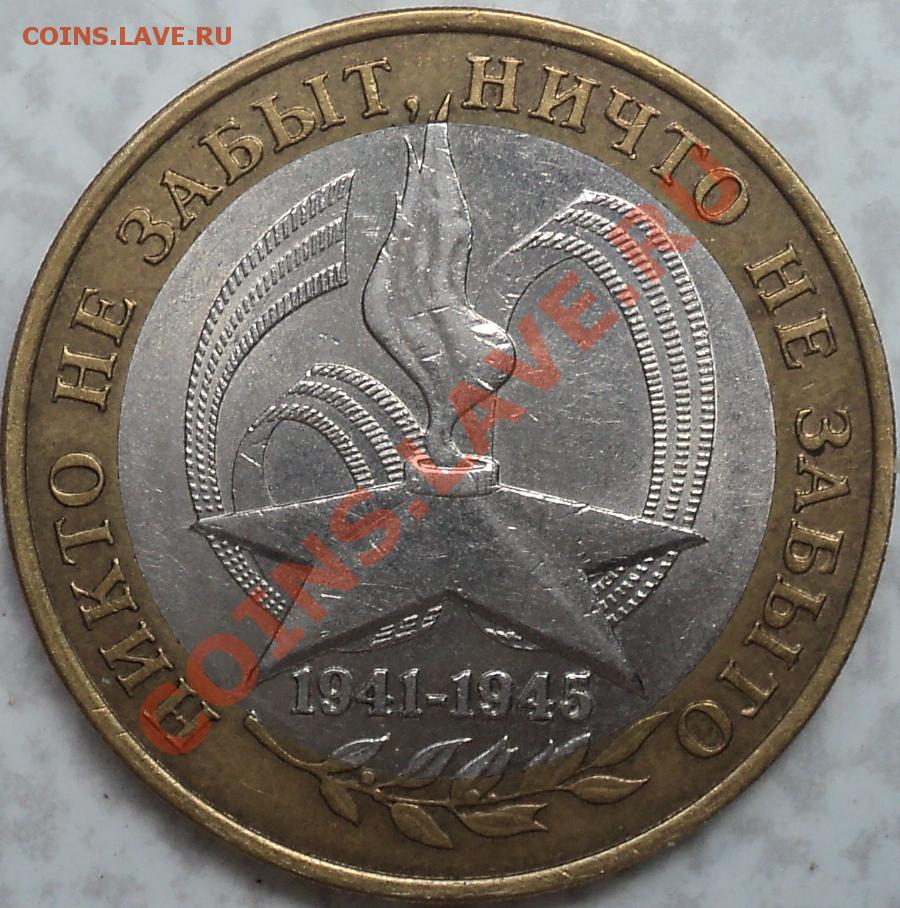 COINS.LAVE.RU
НИКТО НЕ ЗАБЫТ, НИЧТО НЕ ЗАБЫТО
1941-1945
COINS.LAVE.RU